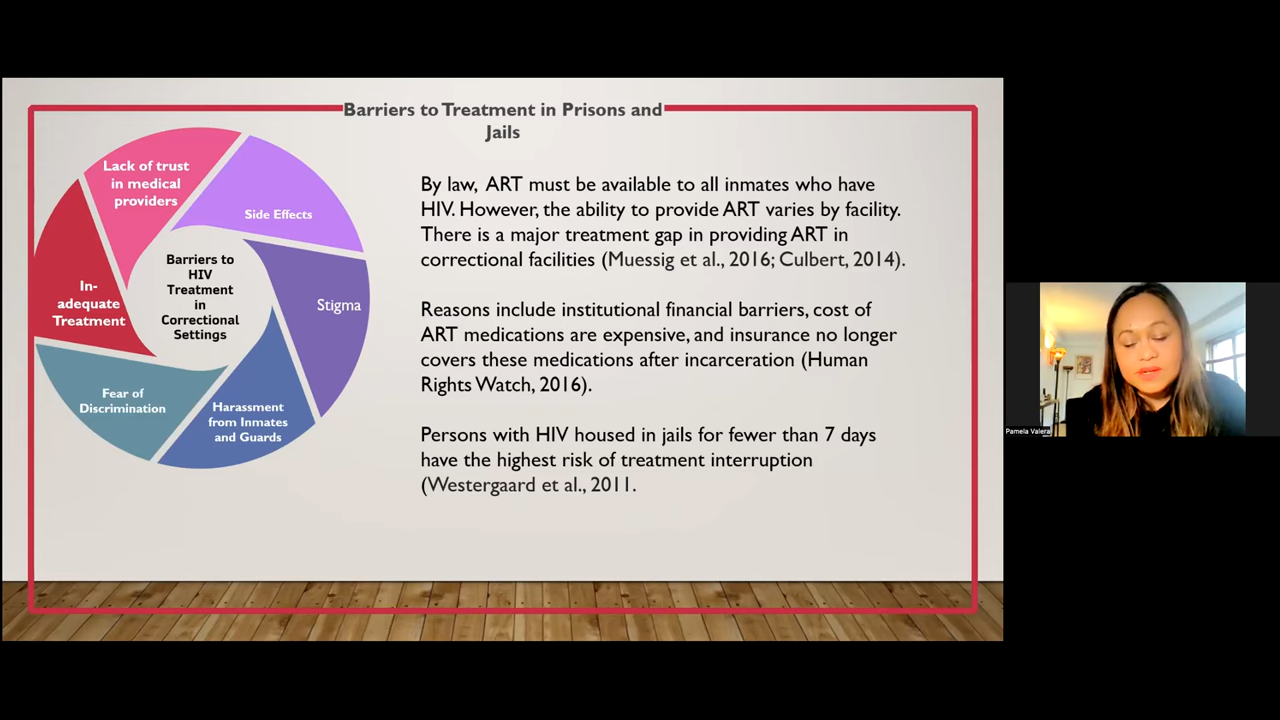 Barriers to Treatment in Prisons and
Jails
Lack of trust
in medical
providers
Side Effects
Stigma
Harassment
from Inmates
and Guards
Fear of
Discrimination
In-
adequate
Treatment
Barriers to
HIV
Treatment
in
Correctional
Settings
By law, ART must be available to all inmates who have
HIV. However, the ability to provide ART varies by facility.
There is a major treatment gap in providing ART in
correctional facilities (Muessig et al., 2016; Culbert, 2014).
Reasons include institutional financial barriers, cost of
ART medications are expensive, and insurance no longer
covers these medications after incarceration (Human
Rights Watch, 2016).
Persons with HIV housed in jails for fewer than 7 days
have the highest risk of treatment interruption
(Westergaard et al., 2011.
Pamela Valera